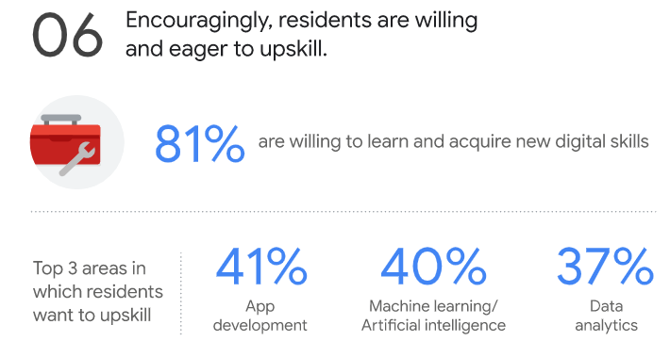 06
Encouragingly, residents are willing
and eager to upskill.
81%
are willing to learn and acquire new digital skills
Top 3 areas in
which residents
want to upskill
41%
App
development
40%
Machine learning/
Artificial intelligence
37%
Data
analytics